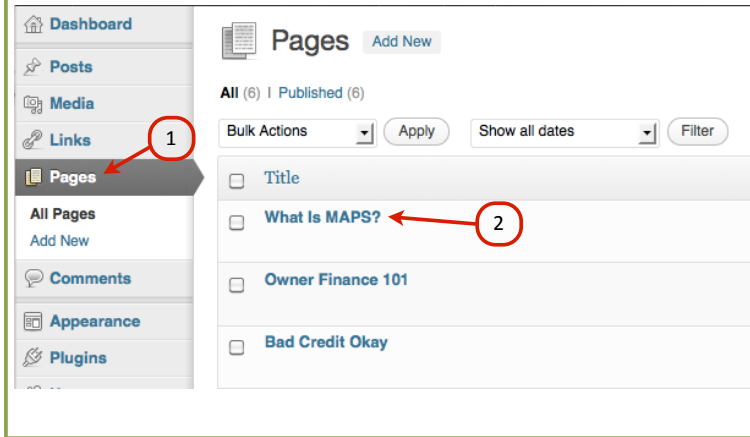 Dashboard
Posts
Media
Links
1
Pages
All Pages
Add New
Comments
Appearance
Plugins
Pages Add New
All (6) | Published (6)
Bulk Actions Apply Show all dates Filter
Title
What Is MAPS? 2
Owner Finance 101
Bad Credit Okay